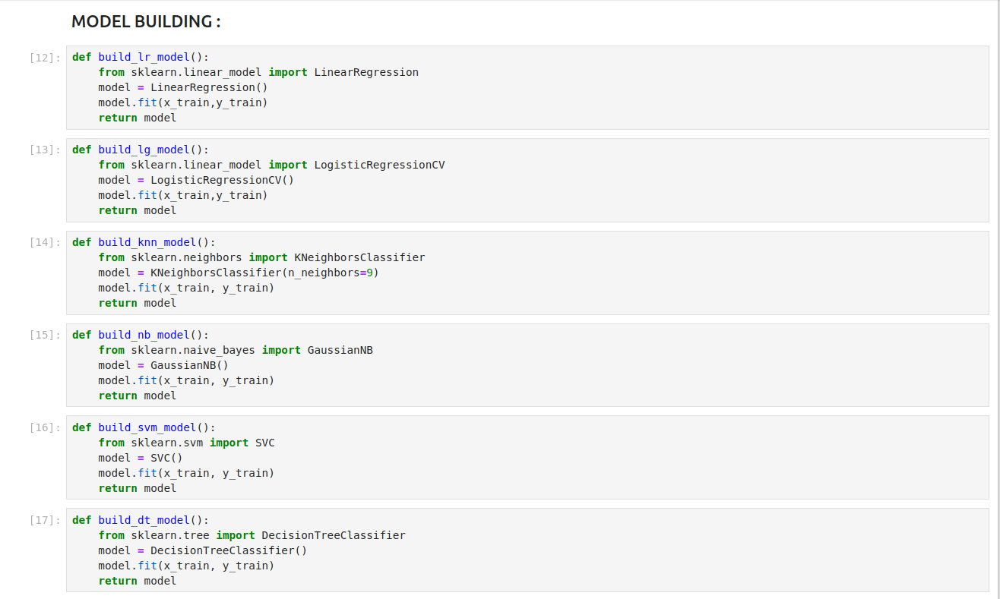 MODEL BUILDING :
[12]:
def build_lr_model():
    from sklearn.linear_model import LinearRegression
    model = LinearRegression()
    model.fit(x_train,y_train)
    return model
[13]:
def build_lg_model():
    from sklearn.linear_model import LogisticRegressionCV
    model = LogisticRegressionCV()
    model.fit(x_train,y_train)
    return model
[14]:
def build_knn_model():
    from sklearn.neighbors import KNeighborsClassifier
    model = KNeighborsClassifier(n_neighbors=9)
    model.fit(x_train, y_train)
    return model
[15]:
def build_nb_model():
    from sklearn.naive_bayes import GaussianNB
    model = GaussianNB()
    model.fit(x_train, y_train)
    return model
[16]:
def build_svm_model():
    from sklearn.svm import SVC
    model = SVC()
    model.fit(x_train, y_train)
    return model
[17]:
def build_dt_model():
    from sklearn.tree import DecisionTreeClassifier
    model = DecisionTreeClassifier()
    model.fit(x_train, y_train)
    return model